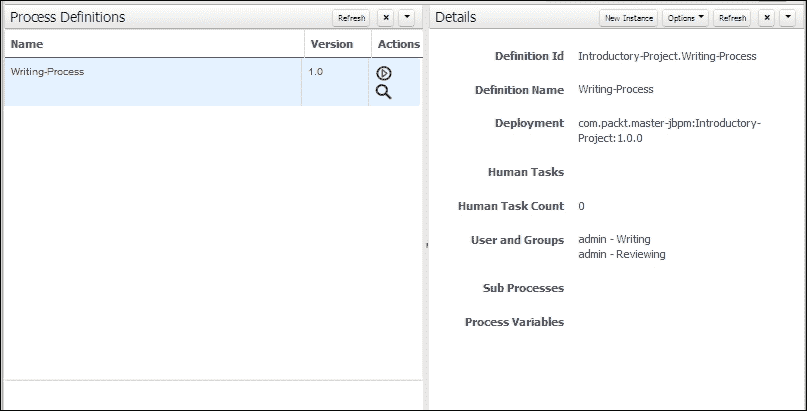 Process Definitions
Refresh
Name
Version
Actions
Writing-Process
1.0
Details
New Instance
Options
Refresh
Definition Id
Introductory-Project.Writing-Process
Definition Name
Writing-Process
Deployment
com.packt.master-jbpm:Introductory-
Project:1.0.0
Human Tasks
Human Task Count
0
User and Groups
admin - Writing
admin - Reviewing
Sub Processes
Process Variables